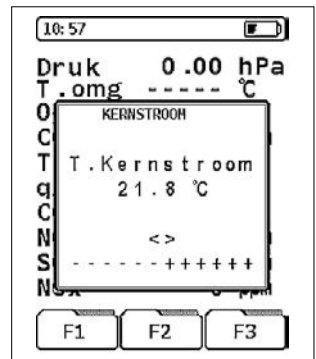 10:57
Druk 0.00 hPa
T.omg - - - - - °C
KERNSTROOM
T.Kernstroom
21.8 °C
<>
- - - - - - + + + + + +
F1 F2 F3